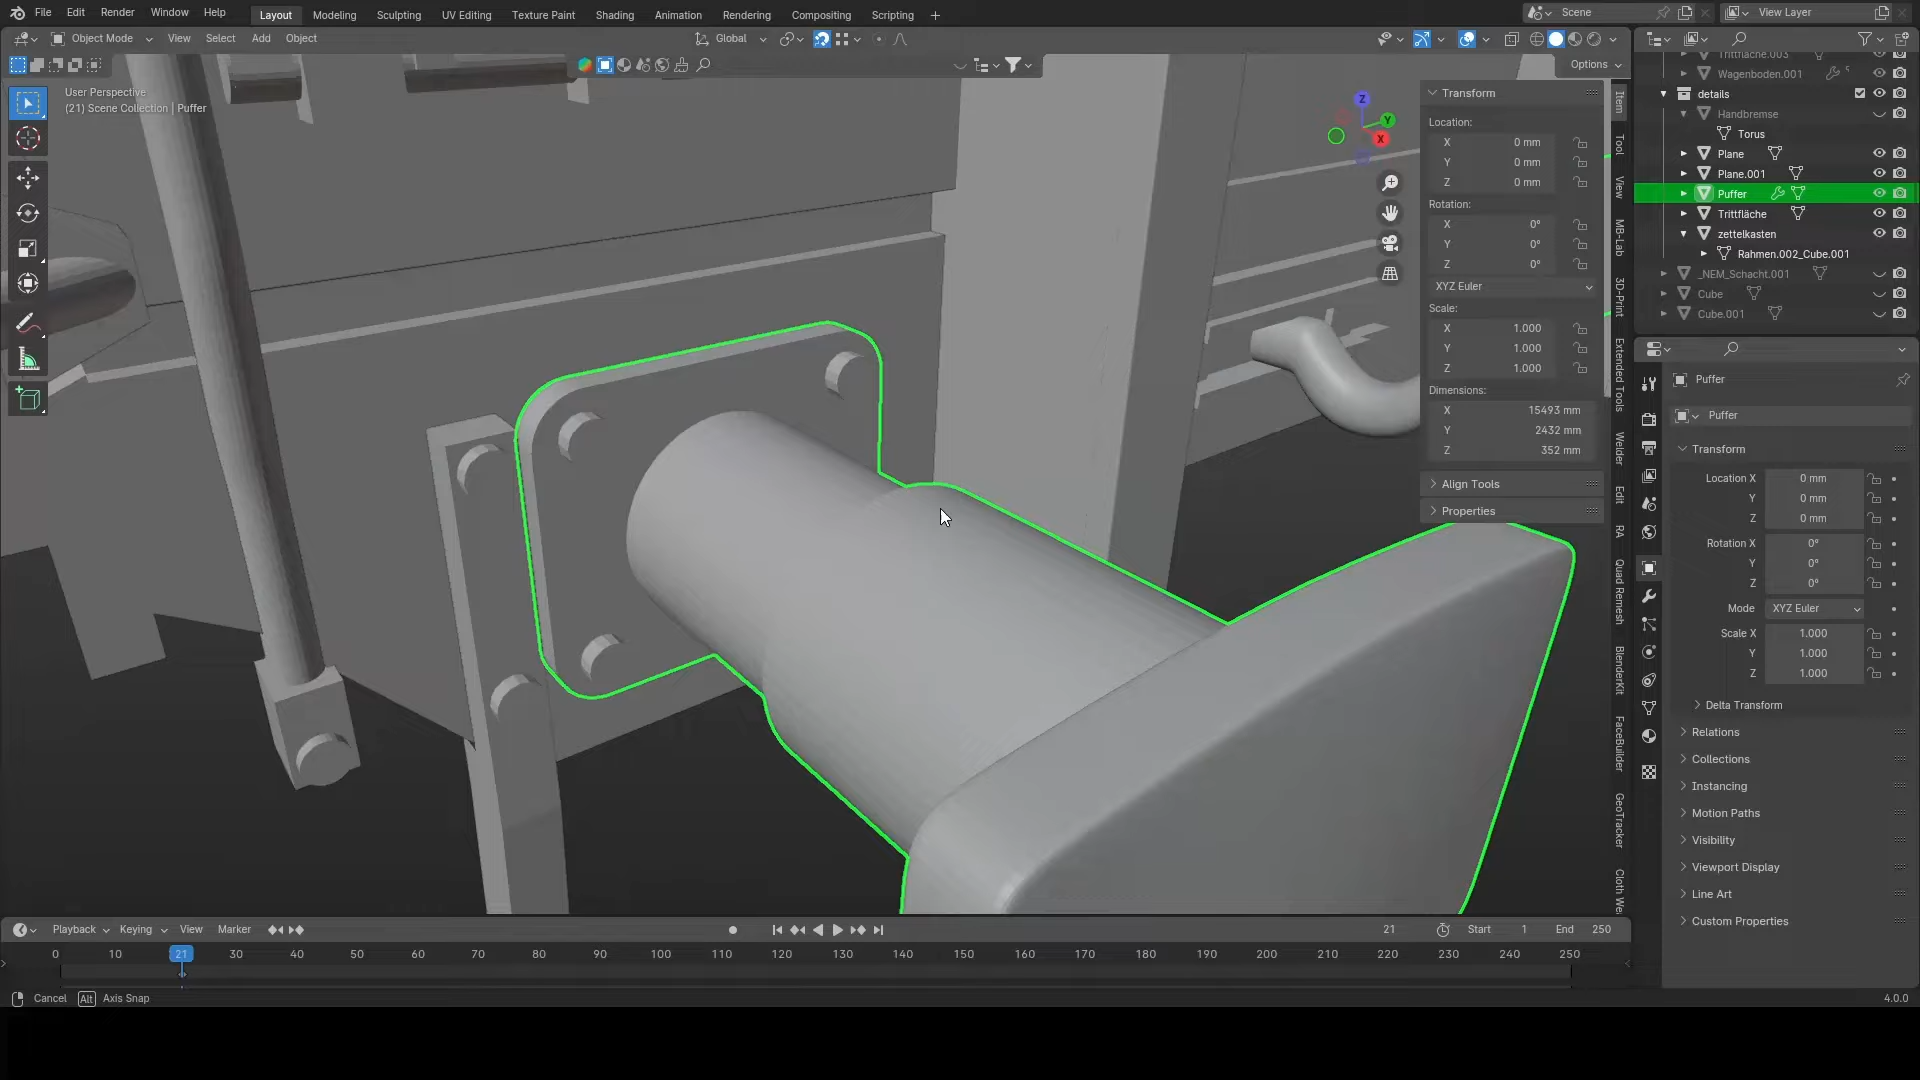 File Edit Render Window Help Layout Modeling Sculpting UV Editing Texture Paint Shading Animation Rendering Compositing Scripting + Scene View Layer
Object Mode View Select Add Object Global
Options
User Perspective
(21) Scene Collection | Puffer
Z
Y
X
Transform
Location:
X 0 mm
Y 0 mm
Z 0 mm
Rotation:
X 0°
Y 0°
Z 0°
XYZ Euler
Scale:
X 1.000
Y 1.000
X 1.000
Dimensions:
X 15493 mm
Y 2432 mm
Z 352 mm
Align Tools
Properties
Item
Tool
View
MB-Lab
3D-Print
Extended Tools
Welder
Edit
RA
Quad Remesh
BlenderKit
FaceBuilder
GeoTracker
Cloth We
Trittfläche.003
Wagenboden.001
details
Handbremse
Torus
Plane
Plane.001
Puffer
Trittfläche
zettelkasten
Rahmen.002_Cube.001
_NEM_Schacht.001
Cube
Cube.001
Puffer
Puffer
Transform
Location X 0 mm
Y 0 mm
Z 0 mm
Rotation X 0°
Y 0°
Z 0°
Mode XYZ Euler
Scale X 1.000
Y 1.000
Z 1.000
Delta Transform
Relations
Collections
Instancing
Motion Paths
Visibility
Viewport Display
Line Art
Custom Properties
Playback Keying View Marker 21 Start 1 End 250
0 10 21 30 40 50 60 70 80 90 100 110 120 130 140 150 160 170 180 190 200 210 220 230 240 250
Cancel Alt Axis Snap 4.0.0